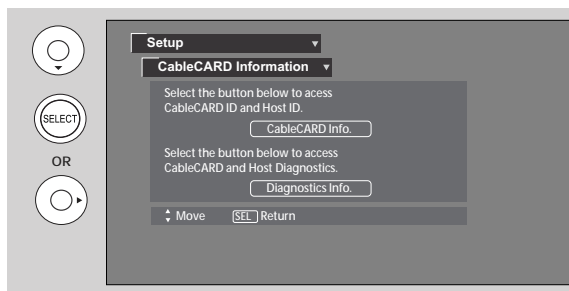 Setup
CableCARD Information
Select the button below to acess
CableCARD ID and Host ID.
CableCARD Info.
Select the button below to access
CableCARD and Host Diagnostics.
Diagnostics Info.
Move SEL Return
SELECT
OR